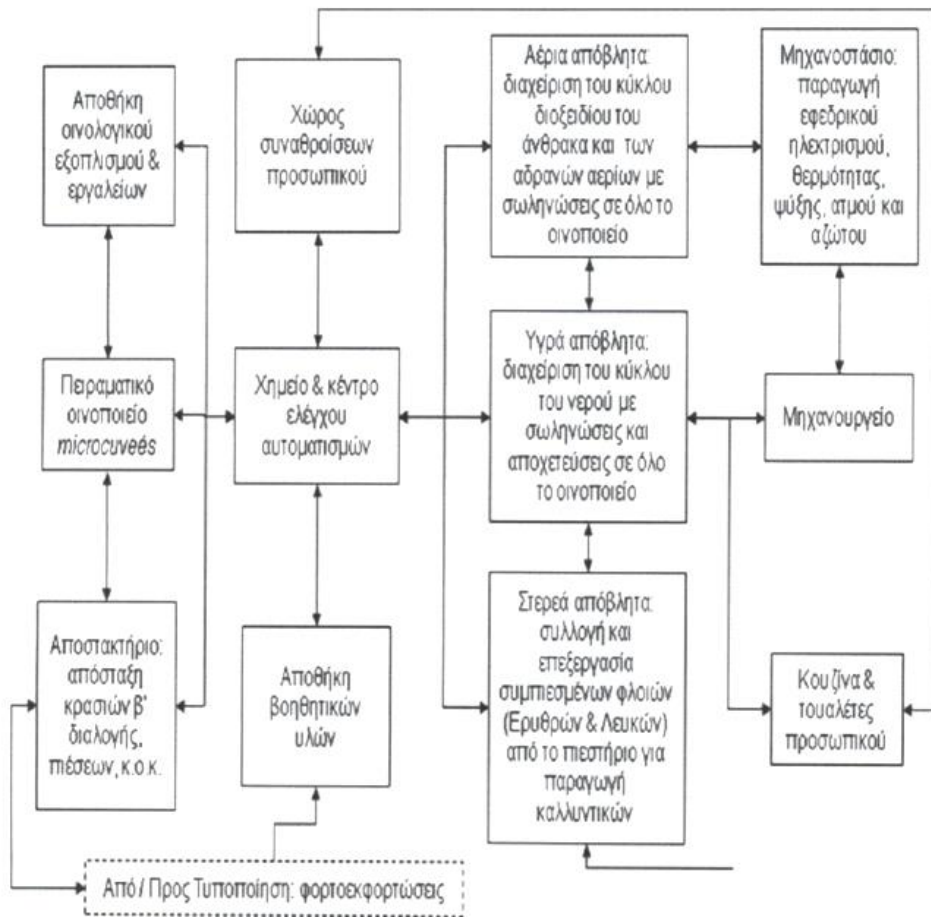 Αποθήκη
οινολογικού
εξοπλισμού &
εργαλείων
Χώρος
συναθροίσεων
προσωπικού
Αέρια απόβλητα:
διαχείριση του κύκλου
διοξειδίου του
άνθρακα και των
αδρανών αερίων με
σωληνώσεις σε όλο το
οινοποιείο
Μηχανοστάσιο:
παραγωγή
εφεδρικού
ηλεκτρισμού,
θερμότητας,
ψύξης, ατμού και
αζώτου
Πειραματικό
οινοποιείο
microcuveés
Χημείο & κέντρο
ελέγχου
αυτοματισμών
Υγρά απόβλητα:
διαχείριση του κύκλου
του νερού με
σωληνώσεις και
αποχετεύσεις σε όλο
το οινοποιείο
Μηχανουργείο
Αποστακτήριο:
απόσταξη
κρασιών β'
διαλογής,
πιέσεων, κ.ο.κ.
Αποθήκη
βοηθητικών
υλών
Στερεά απόβλητα:
συλλογή και
επεξεργασία
συμπιεσμένων φλοιών
(Ερυθρών & Λευκών)
από το πιεστήριο για
παραγωγή
καλλυντικών
Κουζίνα &
τουαλέτες
προσωπικού
Από / Προς Τυποποίηση: φορτοεκφορτώσεις